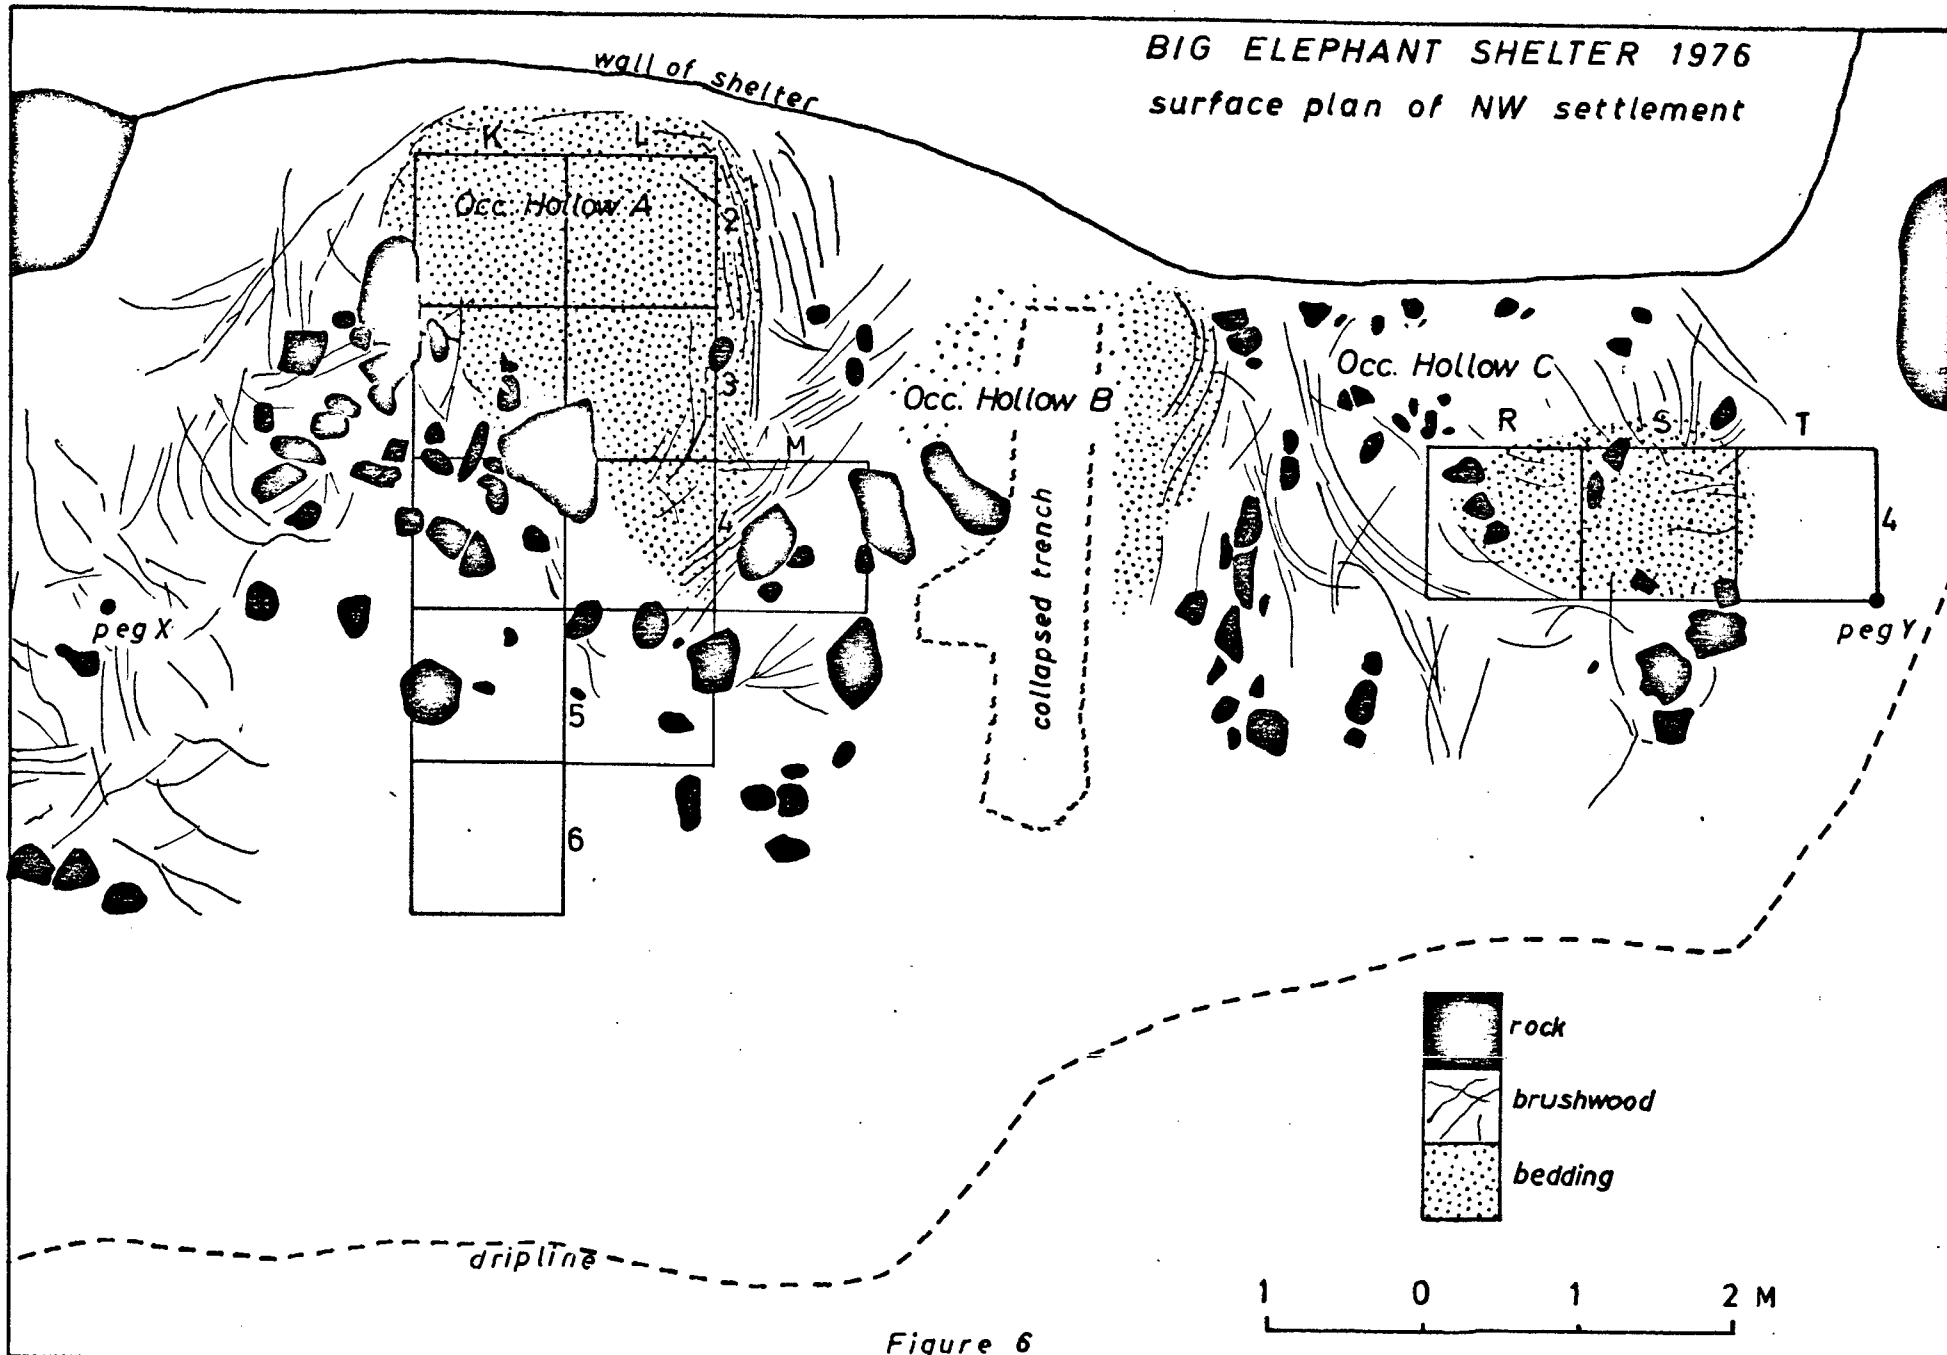 BIG ELEPHANT SHELTER 1976
surface plan of NW settlement
wall of shelter
K L
Occ. Hollow A
2
3
M
4
5
6
Occ. Hollow B
collapsed trench
Occ. Hollow C
R S T
4
peg X
peg Y
rock
brushwood
bedding
dripline
1 0 1 2 M
Figure 6